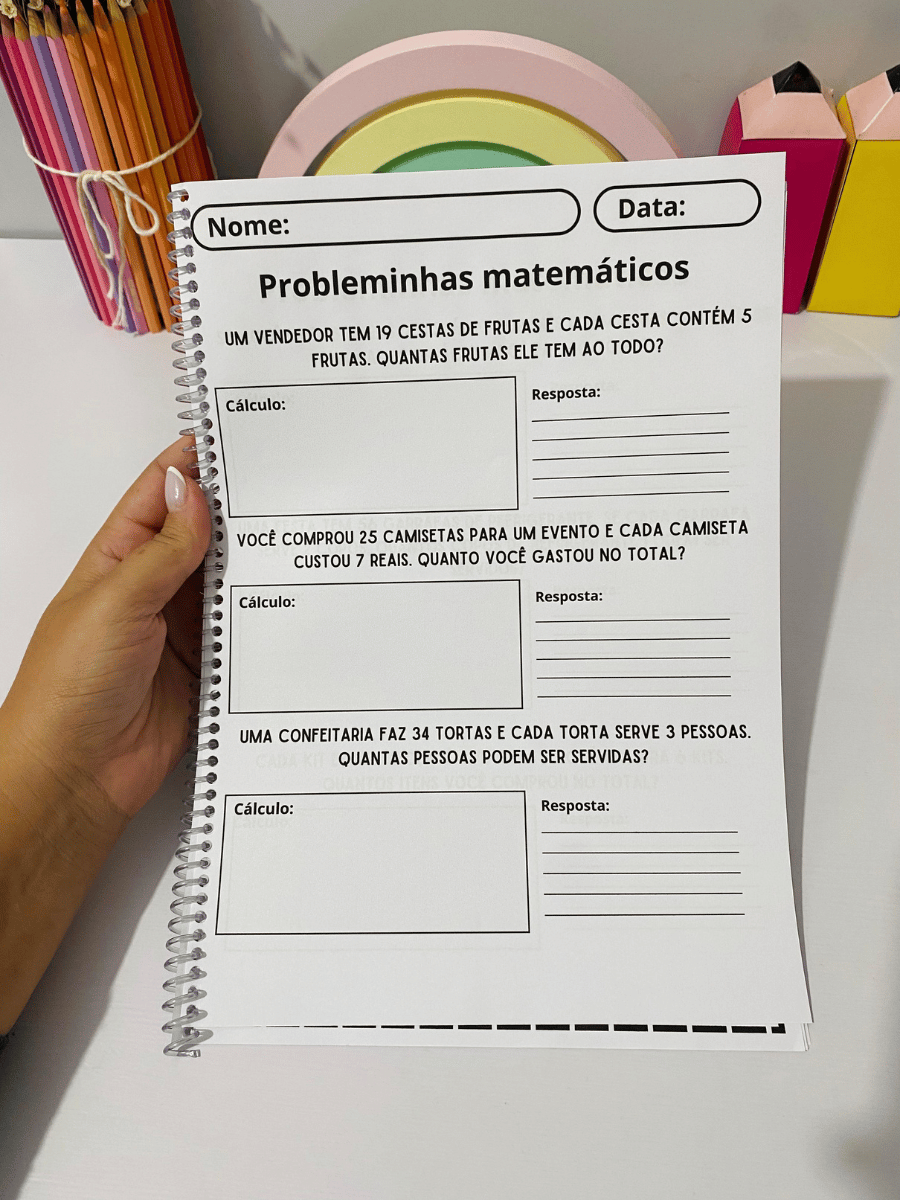 Nome:
Data:
Probleminhas matemáticos
UM VENDEDOR TEM 19 CESTAS DE FRUTAS E CADA CESTA CONTÉM 5
FRUTAS. QUANTAS FRUTAS ELE TEM AO TODO?
Cálculo:
Resposta:
VOCÊ COMPROU 25 CAMISETAS PARA UM EVENTO E CADA CAMISETA
CUSTOU 7 REAIS. QUANTO VOCÊ GASTOU NO TOTAL?
Cálculo:
Resposta:
UMA CONFEITARIA FAZ 34 TORTAS E CADA TORTA SERVE 3 PESSOAS.
QUANTAS PESSOAS PODEM SER SERVIDAS?
Cálculo:
Resposta: